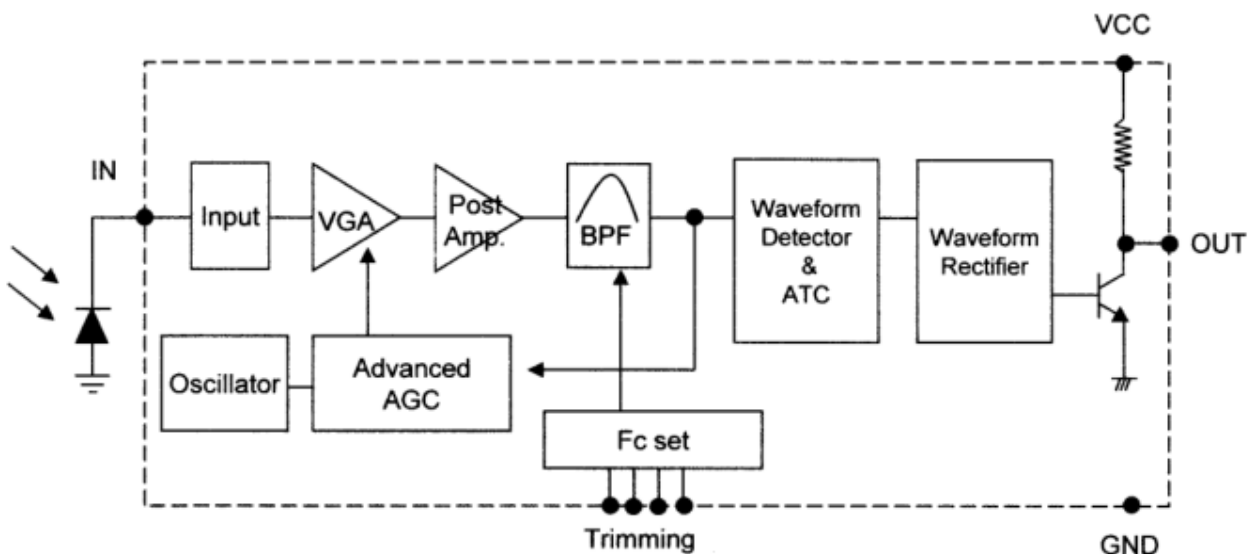 VCC
IN
Input
VGA
Post
Amp.
BPF
Waveform
Detector
&
ATC
Waveform
Rectifier
OUT
Oscillator
Advanced
AGC
Fc set
Trimming
GND